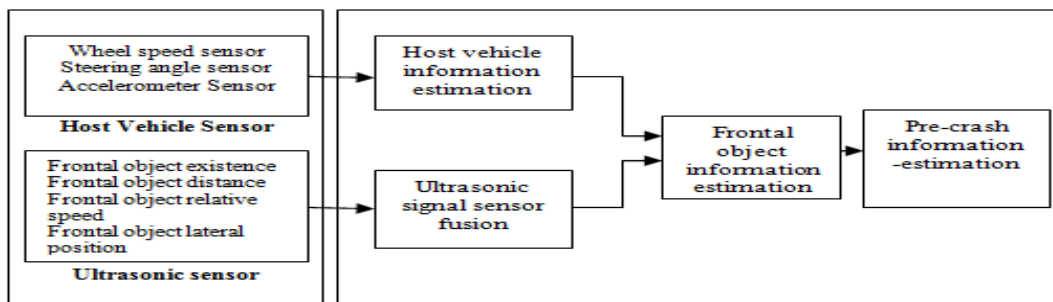 Wheel speed sensor
Steering angle sensor
Accelerometer Sensor
Host Vehicle Sensor
Frontal object existence
Frontal object distance
Frontal object relative
speed
Frontal object lateral
position
Ultrasonic sensor
Host vehicle
information
estimation
Ultrasonic
signal sensor
fusion
Frontal
object
information
estimation
Pre-crash
information
-estimation